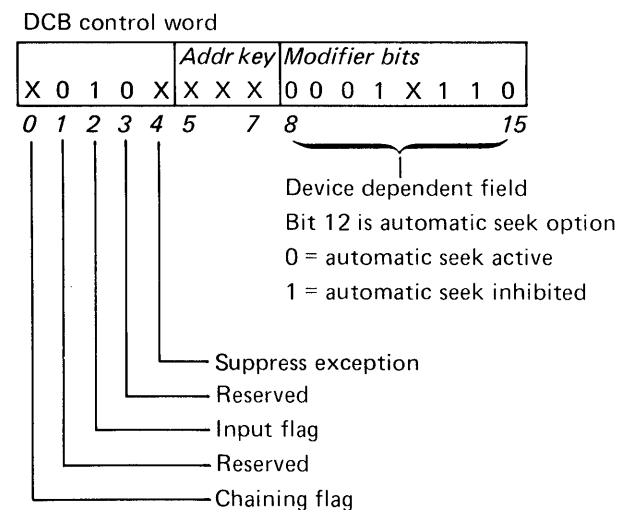 DCB control word
Addr key Modifier bits
X 0 1 0 X X X X 0 0 0 1 X 1 1 0
0 1 2 3 4 5 7 8 15
Device dependent field
Bit 12 is automatic seek option
0 = automatic seek active
1 = automatic seek inhibited
Suppress exception
Reserved
Input flag
Reserved
Chaining flag